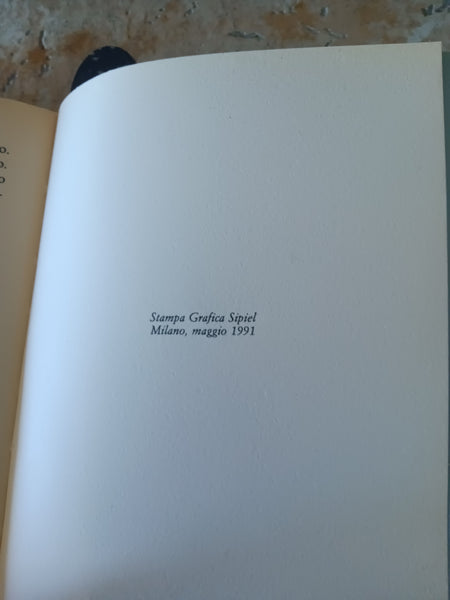 o.
o.
o
Stampa Grafica Sipiel
Milano, maggio 1991